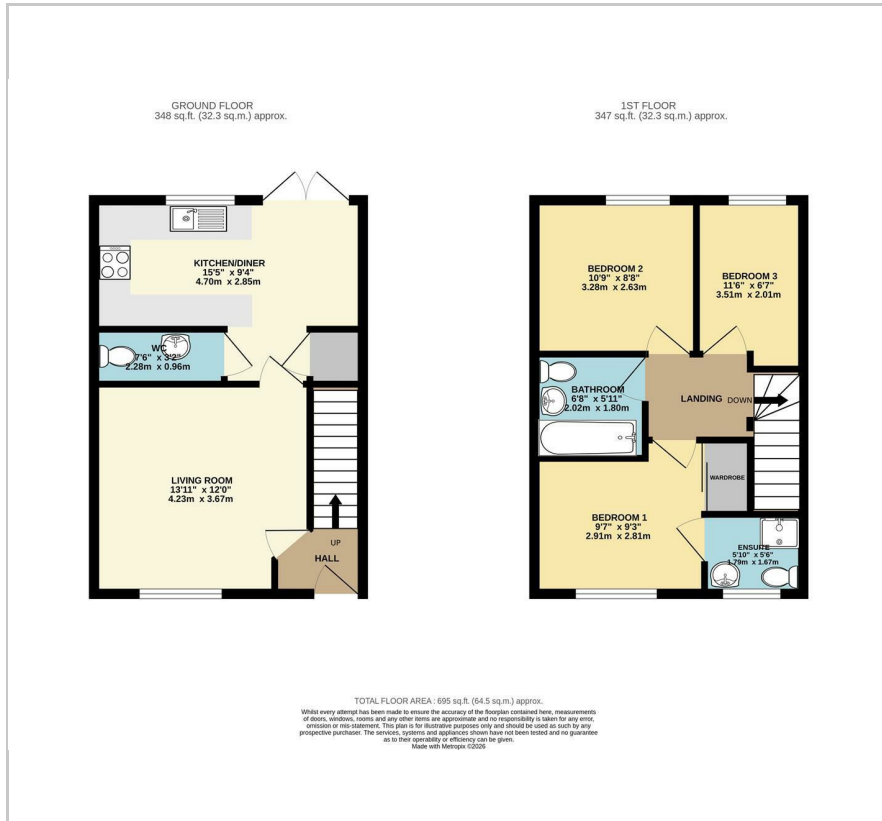 GROUND FLOOR
348 sq.ft. (32.3 sq.m.) approx.
1ST FLOOR
347 sq.ft. (32.3 sq.m.) approx.
KITCHEN/DINER
15'5" x 9'4"
4.70m x 2.85m
WC
7'6" x 3'2"
2.28m x 0.96m
LIVING ROOM
13'11" x 12'0"
4.23m x 3.67m
UP
HALL
BEDROOM 2
10'9" x 8'8"
3.28m x 2.63m
BEDROOM 3
11'6" x 6'7"
3.51m x 2.01m
BATHROOM
6'8" x 5'11"
2.02m x 1.80m
LANDING
DOWN
WARDROBE
BEDROOM 1
9'7" x 9'3"
2.91m x 2.81m
ENSUITE
5'10" x 5'6"
1.79m x 1.67m
TOTAL FLOOR AREA : 695 sq.ft. (64.5 sq.m.) approx.
Whilst every attempt has been made to ensure the accuracy of the floorplan contained here, measurements
of doors, windows, rooms and any other items are approximate and no responsibility is taken for any error,
omission or mis-statement. This plan is for illustrative purposes only and should be used as such by any
prospective purchaser. The services, systems and appliances shown have not been tested and no guarantee
as to their operability or efficiency can be given.
Made with Metropix ©2026